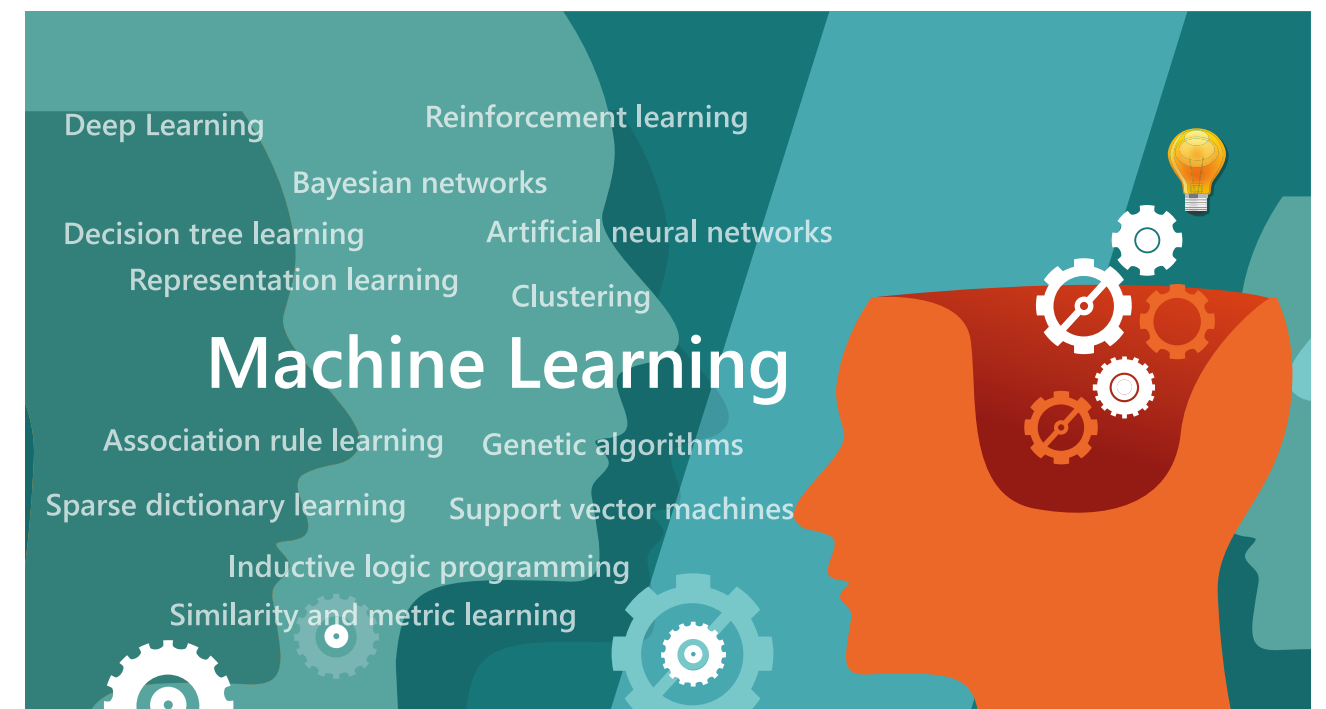 Deep Learning
Reinforcement learning
Bayesian networks
Decision tree learning
Artificial neural networks
Representation learning
Clustering
Machine Learning
Association rule learning
Genetic algorithms
Sparse dictionary learning
Support vector machines
Inductive logic programming
Similarity and metric learning